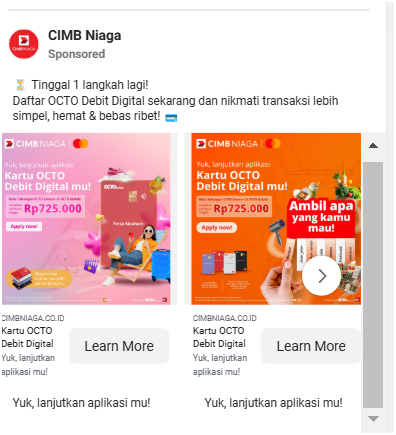 CIMB Niaga
Sponsored
⏳ Tinggal 1 langkah lagi!
Daftar OCTO Debit Digital sekarang dan nikmati transaksi lebih
simpel, hemat & bebas ribet! 💳
CIMB NIAGA
Yuk, lanjutkan aplikasi
Kartu OCTO
Debit Digital mu!
Rp725.000
Apply now!
CIMB NIAGA
Yuk, lanjutkan aplikasi
Kartu OCTO
Debit Digital mu!
Rp725.000
Apply now!
Ambil apa
yang kamu
mau!
CIMBNIAGA.CO.ID
Kartu OCTO
Debit Digital
Yuk, lanjutkan
aplikasi mu!
Learn More
CIMBNIAGA.CO.ID
Kartu OCTO
Debit Digital
Yuk, lanjutkan
aplikasi mu!
Learn More
Yuk, lanjutkan aplikasi mu!
Yuk, lanjutkan aplikasi mu!